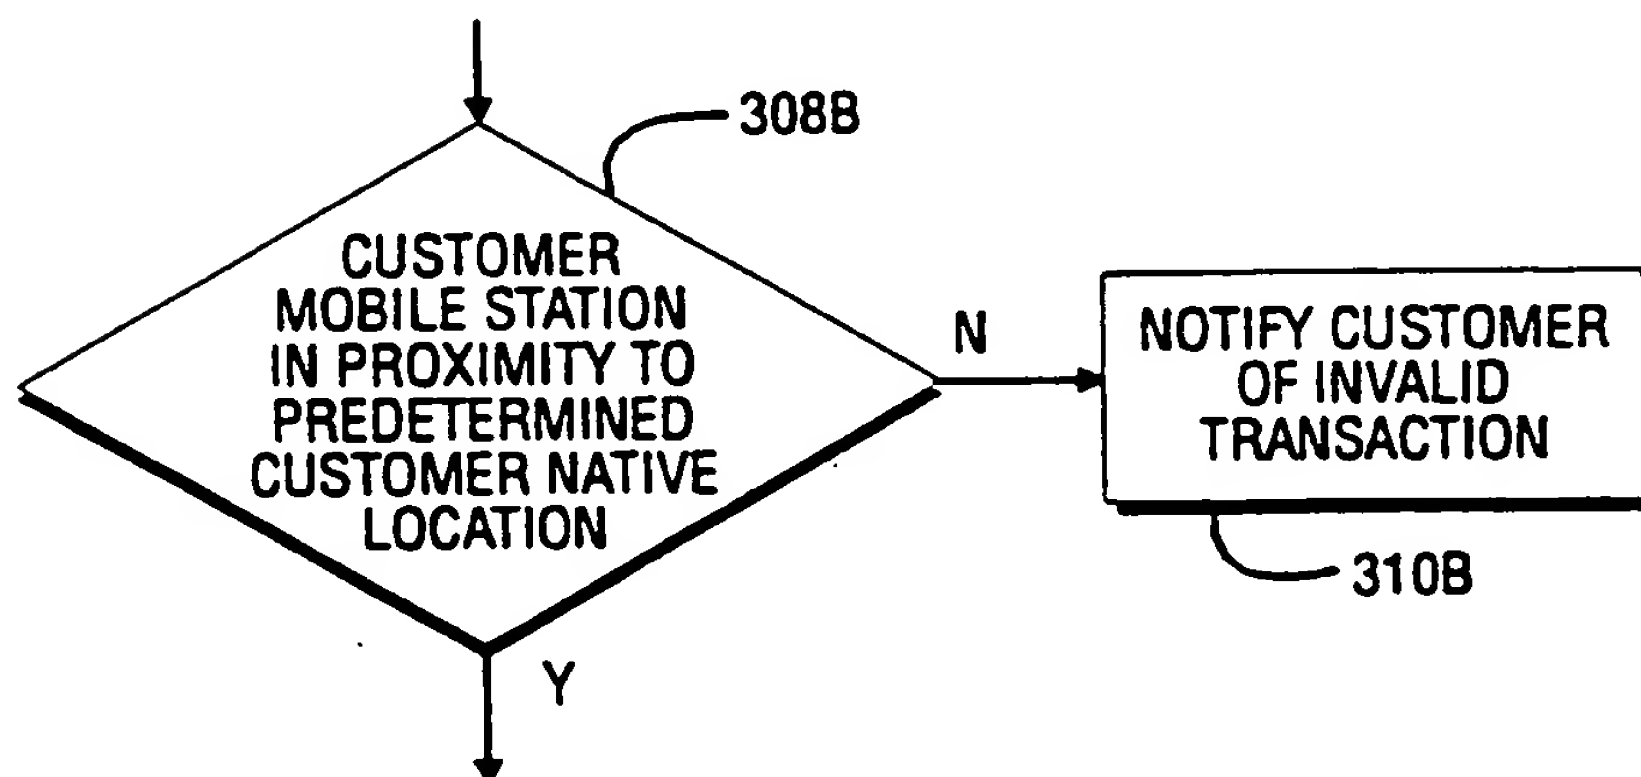 308B
CUSTOMER
MOBILE STATION
IN PROXIMITY TO
PREDETERMINED
CUSTOMER NATIVE
LOCATION
N
NOTIFY CUSTOMER
OF INVALID
TRANSACTION
310B
Y